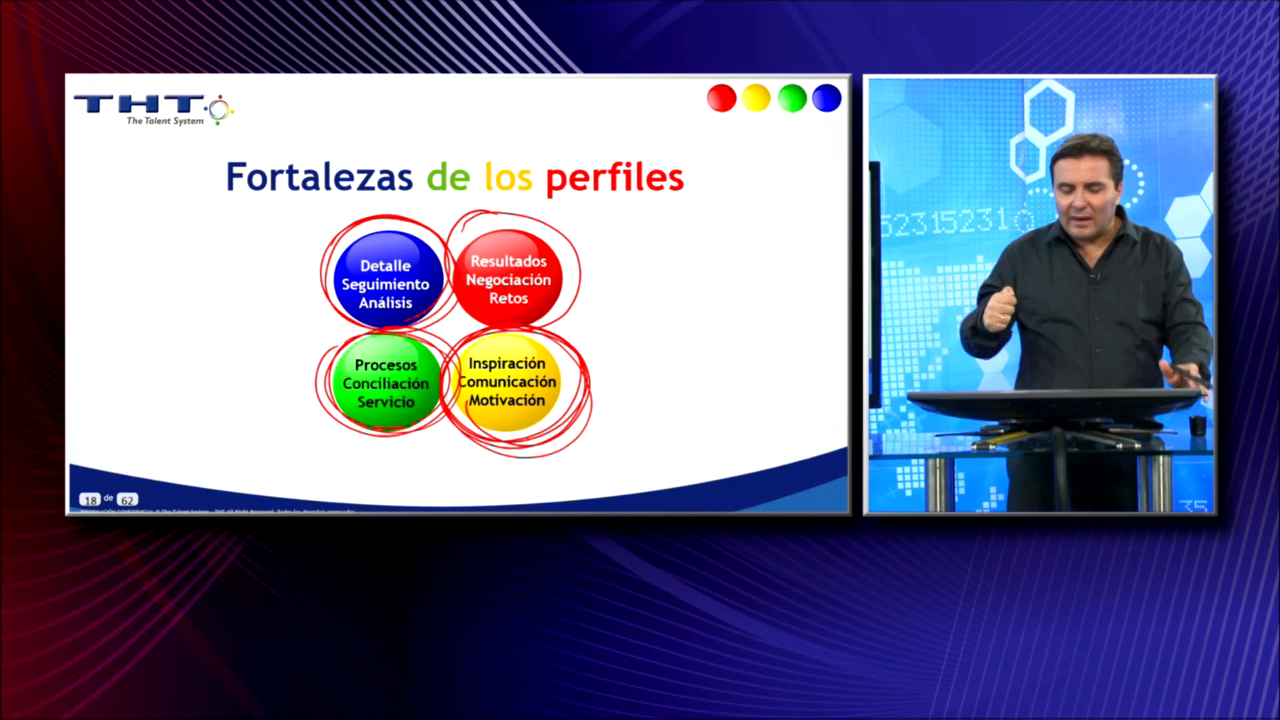 THT
The Talent System
Fortalezas de los perfiles
Detalle
Seguimiento
Análisis
Resultados
Negociación
Retos
Procesos
Conciliación
Servicio
Inspiración
Comunicación
Motivación
18 de 62
523152310